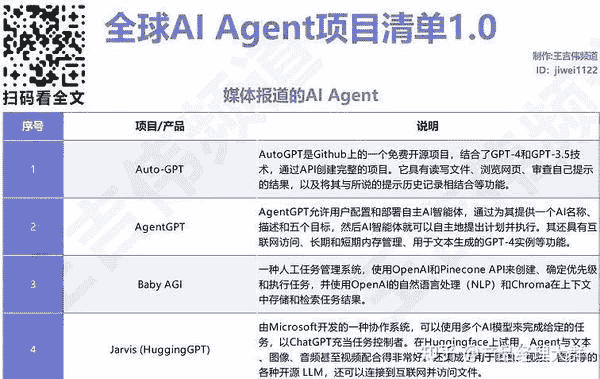 全球AI Agent项目清单1.0
制作:王吉伟频道
ID：jiwei1122
扫码看全文
媒体报道的AI Agent
序号 项目/产品 说明
1 Auto-GPT
AutoGPT是Github上的一个免费开源项目，结合了GPT-4和GPT-3.5技
术，通过API创建完整的项目。它具有读写文件、浏览网页、审查自己提示
的结果，以及将其与所说的提示历史记录相结合等功能。
2 AgentGPT
AgentGPT允许用户配置和部署自主AI智能体，通过为其提供一个AI名称、
描述和五个目标，然后AI智能体就可以自主地提出计划并执行。其还具有互
联网访问、长期和短期内存管理、用于文本生成的GPT-4实例等功能。
3 Baby AGI
一种人工任务管理系统，使用OpenAI和Pinecone API来创建、确定优先级
和执行任务，并使用OpenAI的自然语言处理（NLP）和Chroma在上下文
中存储和检索任务结果。
4 Jarvis (HuggingGPT)
由Microsoft开发的一种协作系统，可以使用多个AI模型来完成给定的任
务，以ChatGPT充当任务控制者。在Huggingface上试用，Agent与文本
、图像、音频甚至视频配合得非常好。还集成
各种开源 LLM，还可以连接到互联网并访问文件。